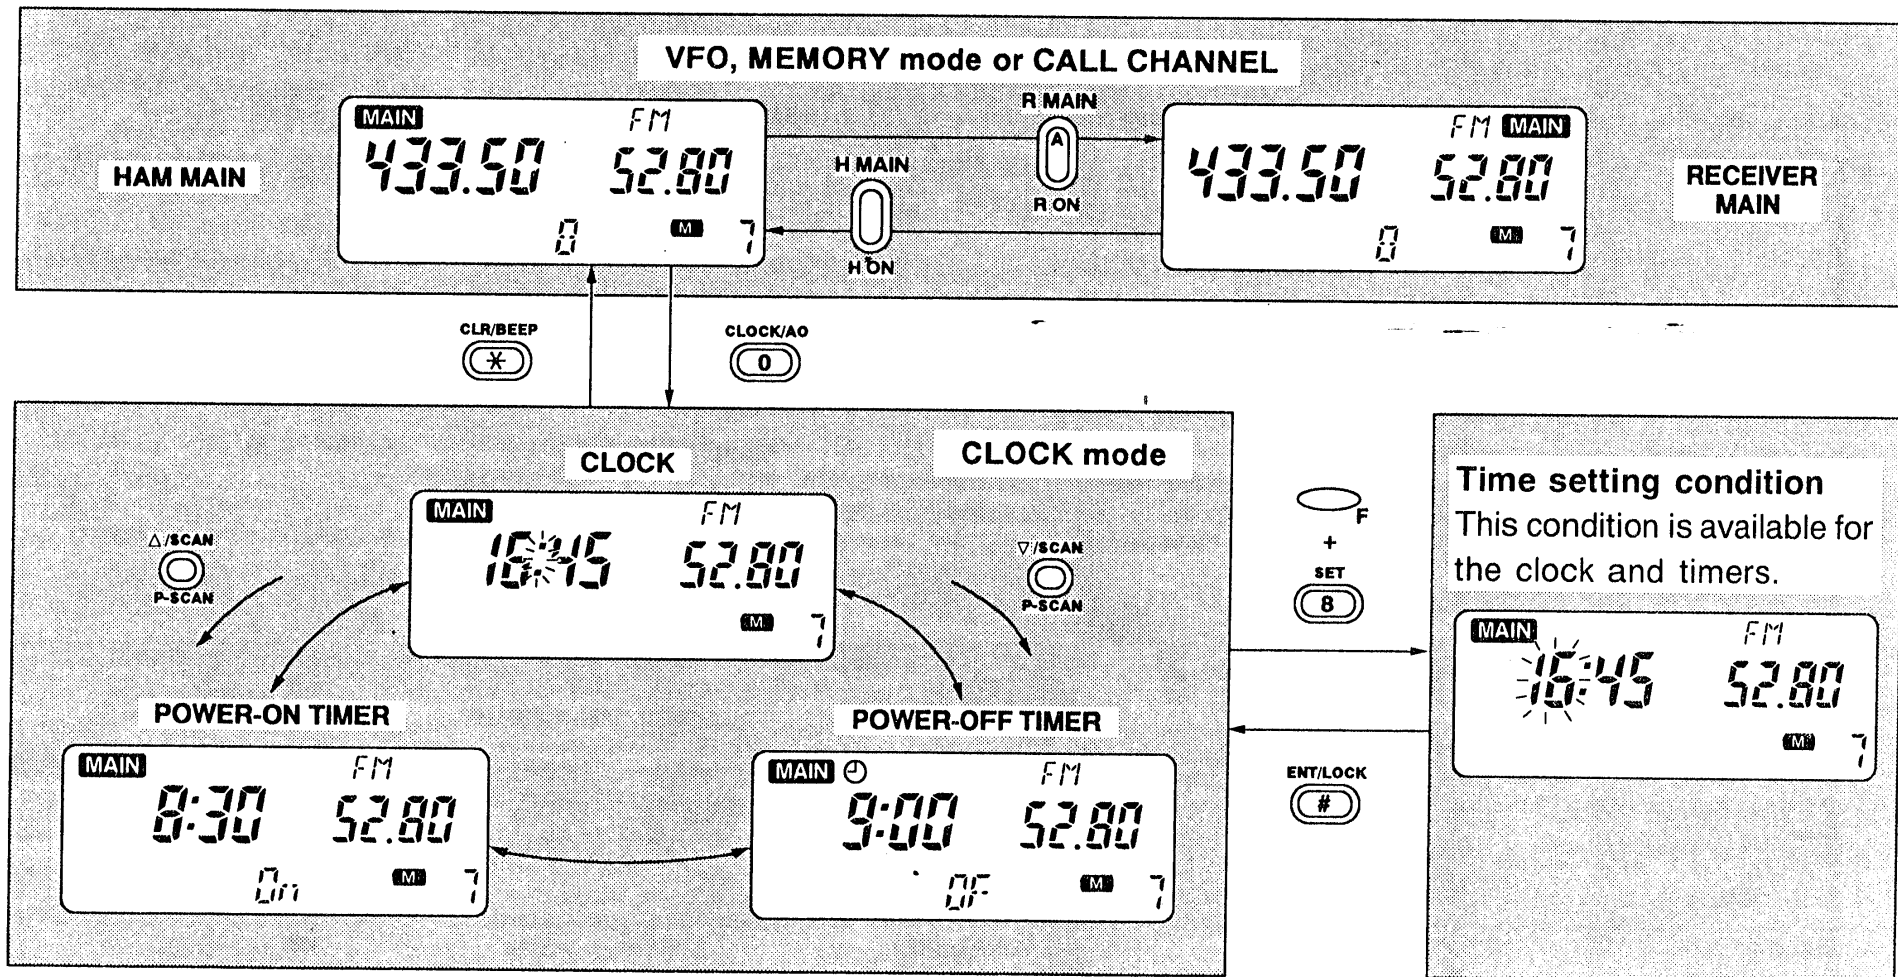 VFO, MEMORY mode or CALL CHANNEL
HAM MAIN
MAIN FM
433.50 52.80
0 M 7
R MAIN
A
R ON
H MAIN
H ON
FM MAIN
433.50 52.80
0 M 7
RECEIVER
MAIN
CLR/BEEP
*
CLOCK/AO
0
CLOCK mode
CLOCK
MAIN FM
16:45 52.80
M 7
△/SCAN
P-SCAN
▽/SCAN
P-SCAN
POWER-ON TIMER
MAIN FM
8:30 52.80
On M 7
POWER-OFF TIMER
MAIN FM
9:00 52.80
OF M 7
F
+
SET
8
ENT/LOCK
#
Time setting condition
This condition is available for
the clock and timers.
MAIN FM
16:45 52.80
M 7